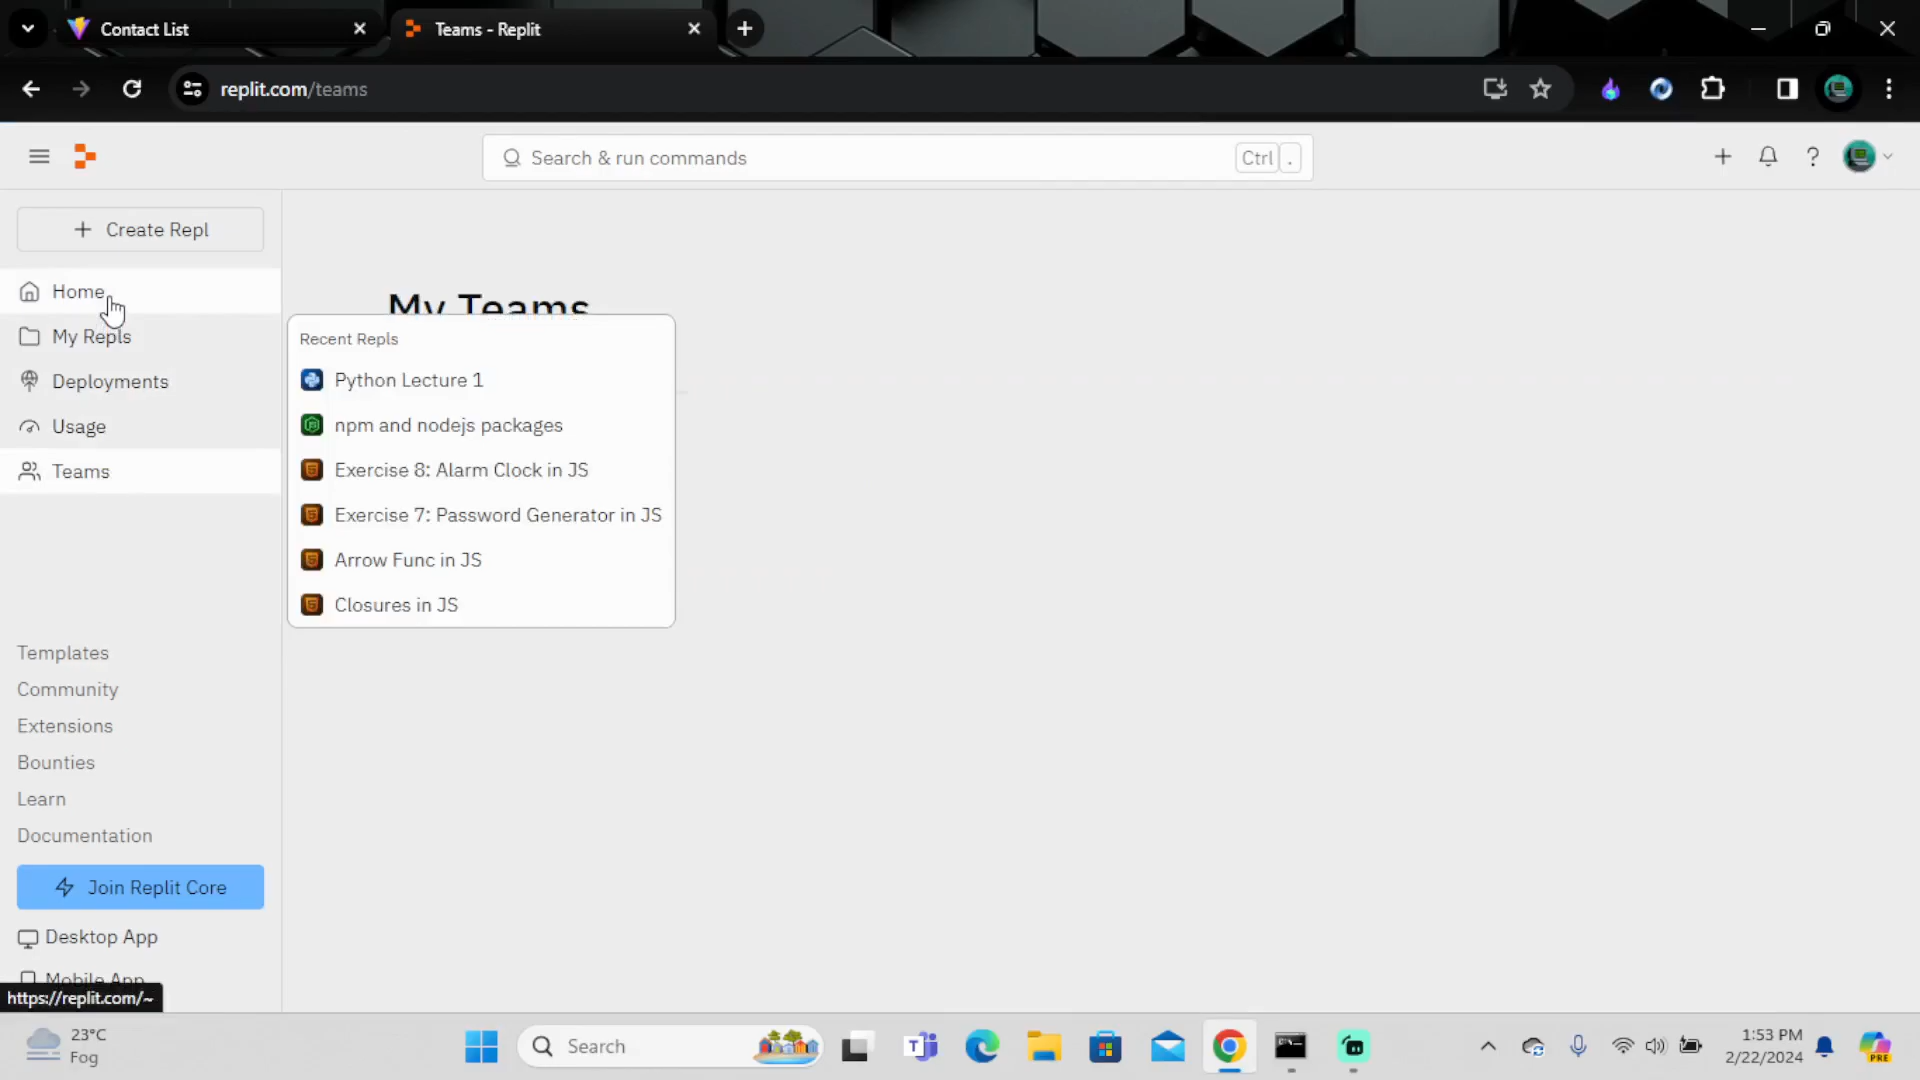 Contact List
Teams - Replit
replit.com/teams
Search & run commands
Ctrl .
Create Repl
Home
My Repls
Deployments
Usage
Teams
My Teams
Recent Repls
Python Lecture 1
npm and nodejs packages
Exercise 8: Alarm Clock in JS
Exercise 7: Password Generator in JS
Arrow Func in JS
Closures in JS
Templates
Community
Extensions
Bounties
Learn
Documentation
Join Replit Core
Desktop App
Mobile App
https://replit.com/~
23°C
Fog
Search
1:53 PM
2/22/2024
PRE